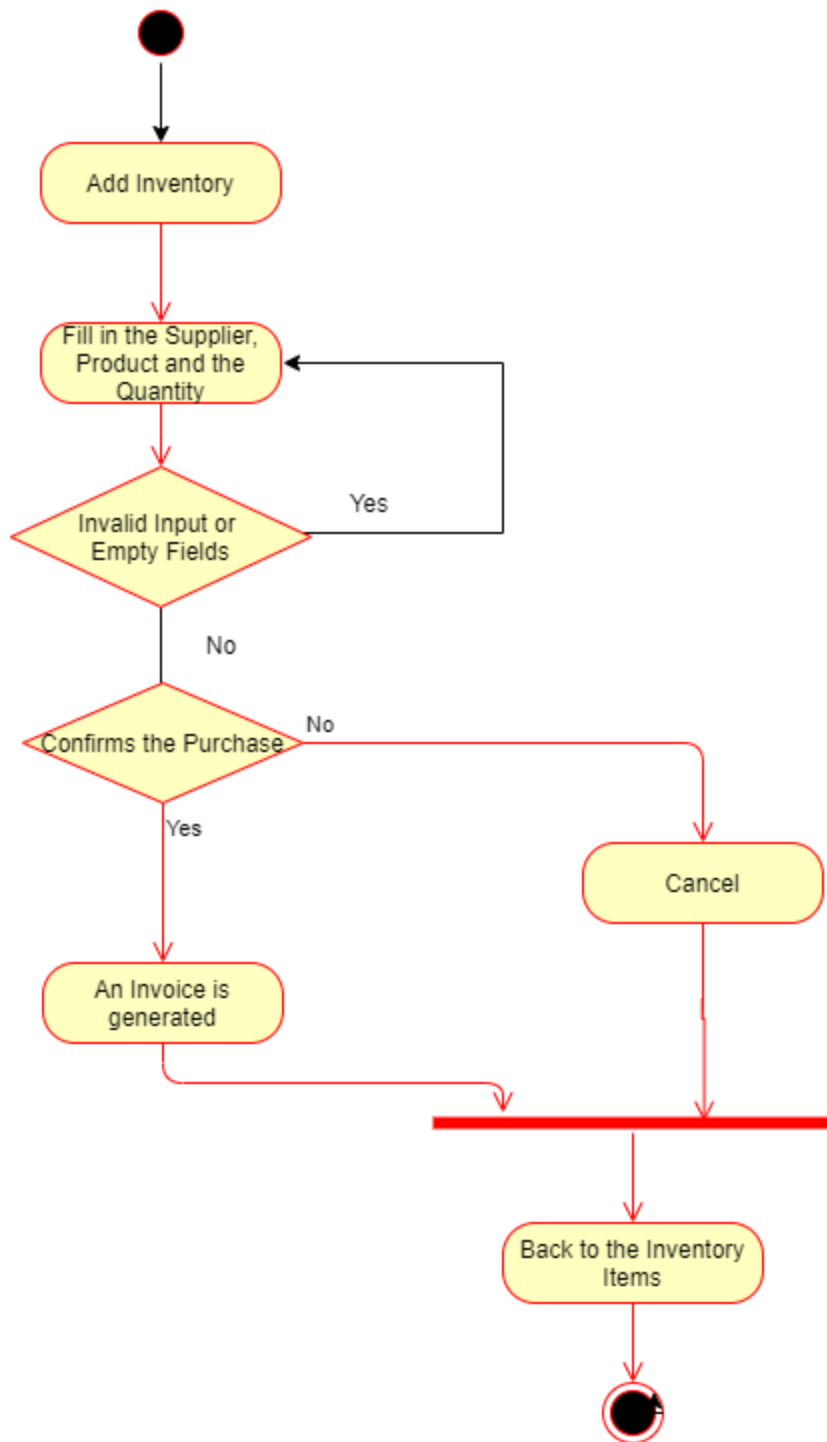 Add Inventory
Fill in the Supplier,
Product and the
Quantity
Yes
Invalid Input or
Empty Fields
No
No
Confirms the Purchase
Yes
Cancel
An Invoice is
generated
Back to the Inventory
Items